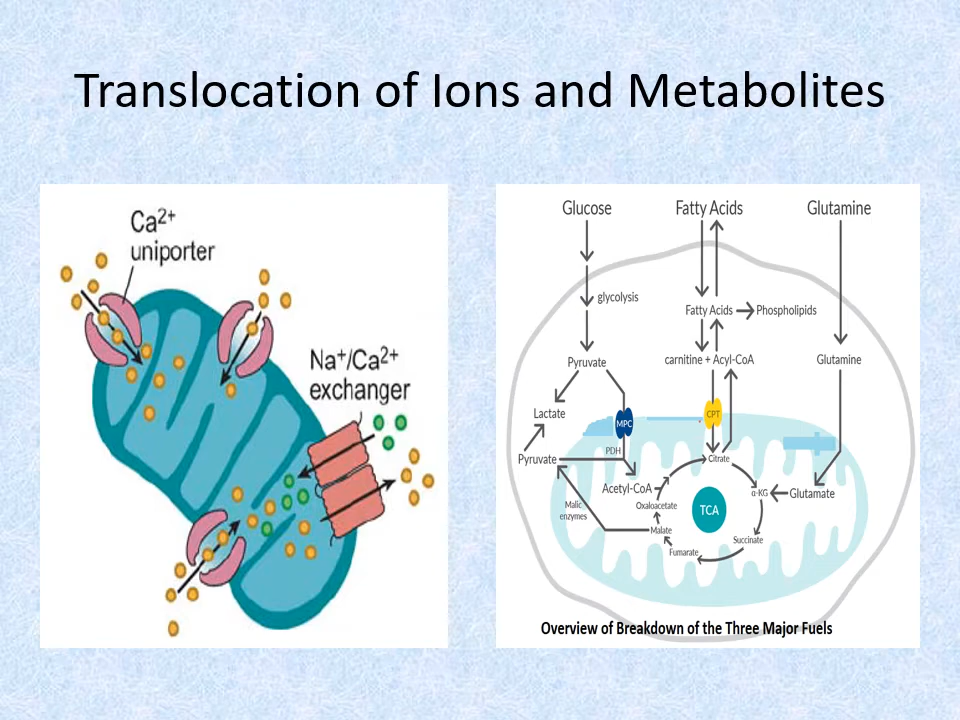 Translocation of Ions and Metabolites
Ca2+
uniporter
Na+/Ca2+
exchanger
Glucose
Fatty Acids
Glutamine
glycolysis
Fatty Acids
Phospholipids
Pyruvate
carnitine + Acyl-CoA
Glutamine
Lactate
MPC
CPT
PDH
Pyruvate
Citrate
Acetyl-CoA
α-KG
Glutamate
Malic
enzymes
Oxaloacetate
TCA
Malate
Succinate
Fumarate
Overview of Breakdown of the Three Major Fuels